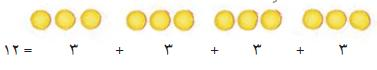 ۱۲ = ۳ + ۳ + ۳ + ۳